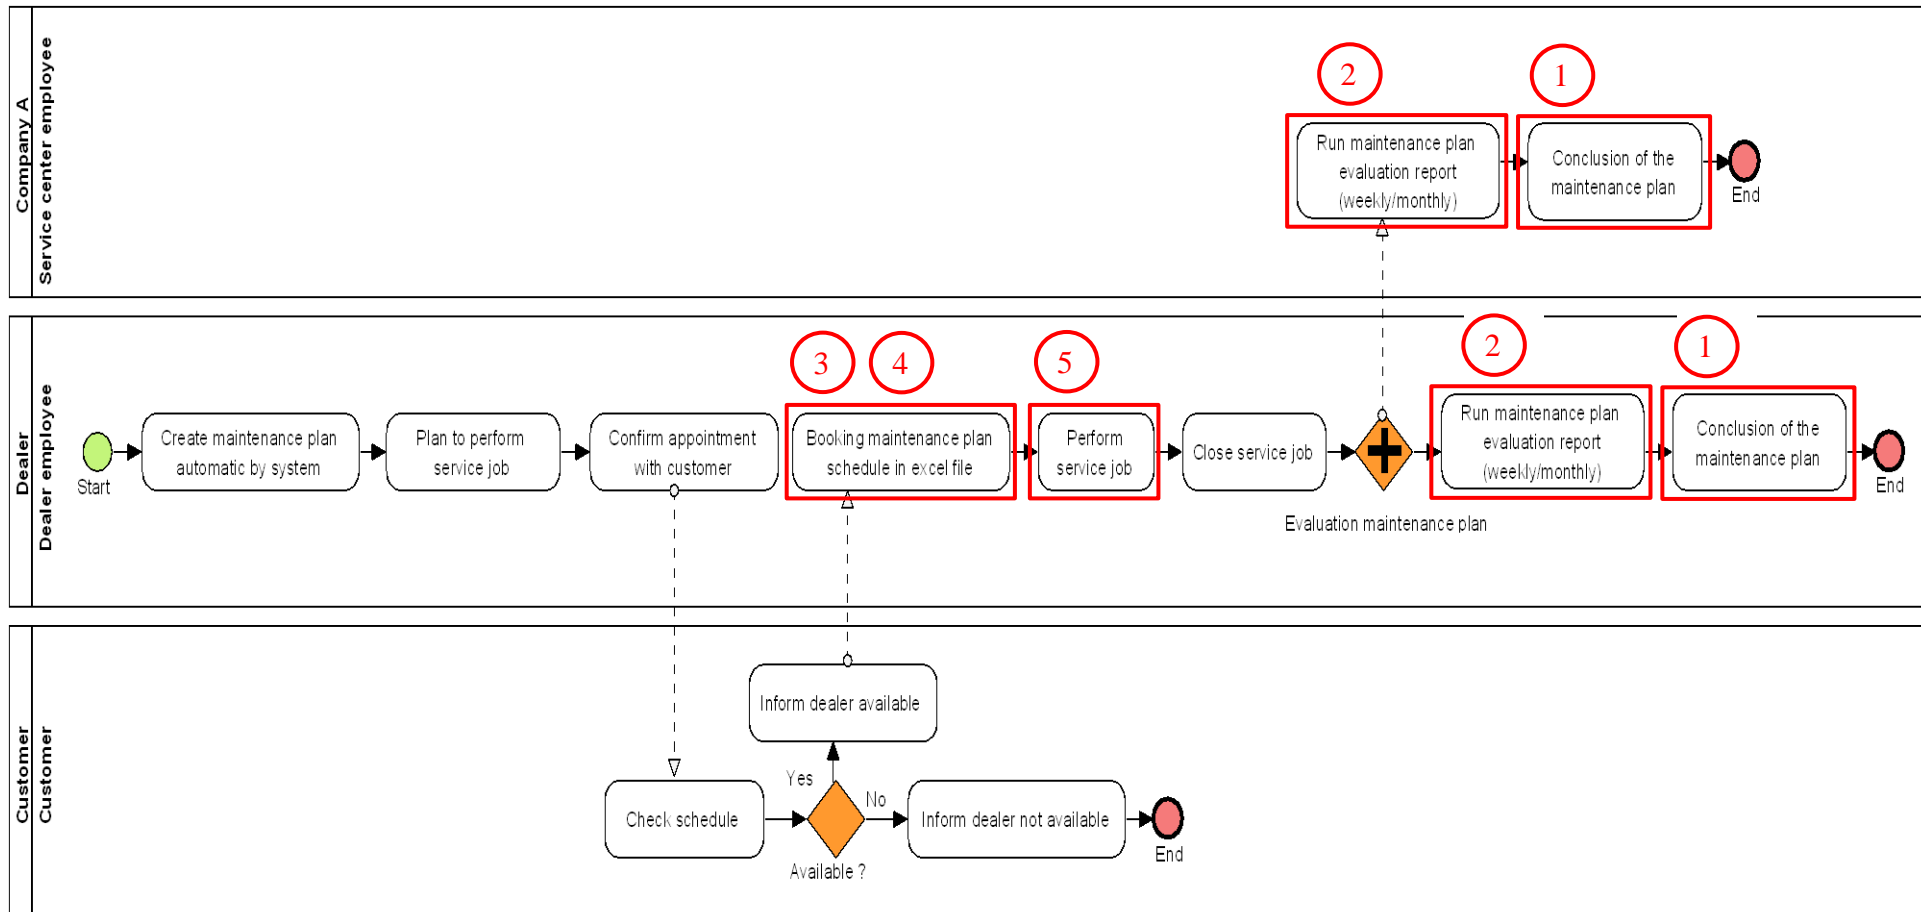 Company A
Service center employee
2
1
Run maintenance plan
evaluation report
(weekly/monthly)
Conclusion of the
maintenance plan
End
Dealer
Dealer employee
3
4
5
2
1
Start
Create maintenance plan
automatic by system
Plan to perform
service job
Confirm appointment
with customer
Booking maintenance plan
schedule in excel file
Perform
service job
Close service job
Evaluation maintenance plan
Run maintenance plan
evaluation report
(weekly/monthly)
Conclusion of the
maintenance plan
End
Customer
Customer
Inform dealer available
Yes
No
Check schedule
Available ?
Inform dealer not available
End